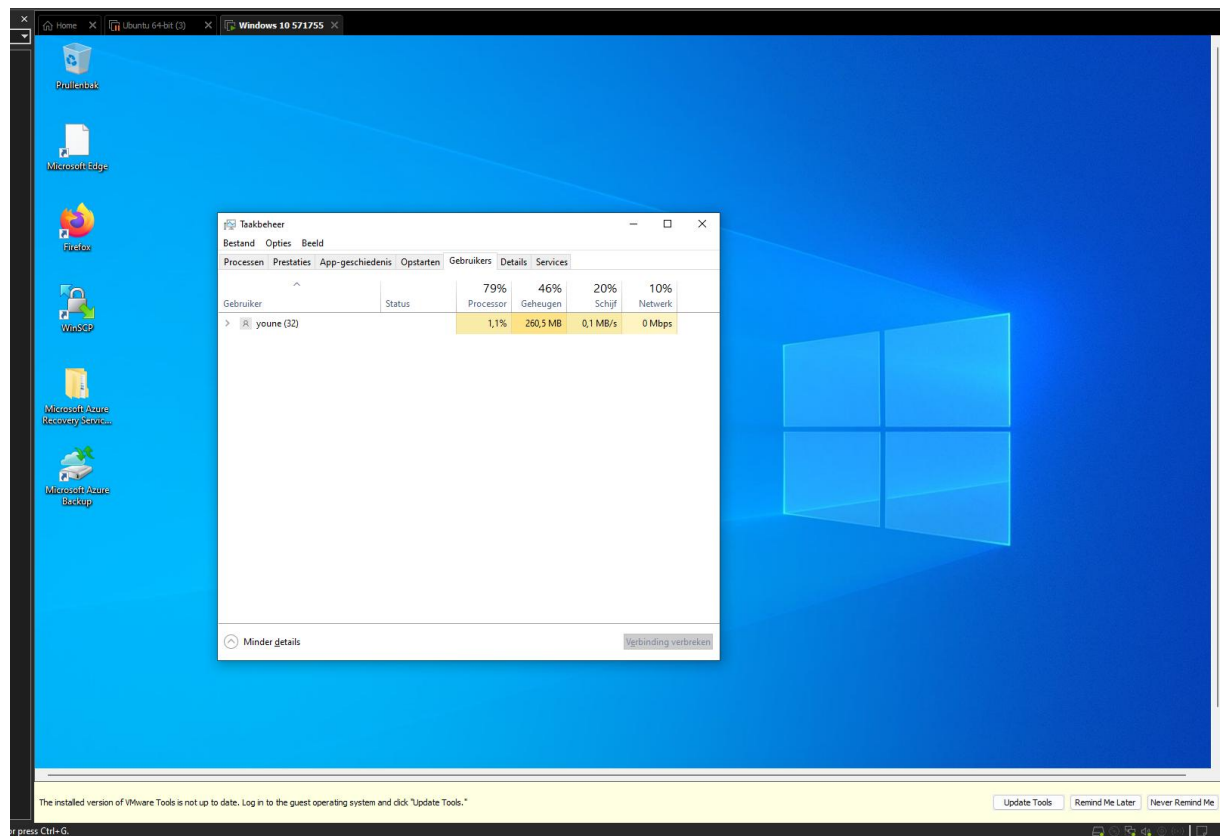 Home
Ubuntu 64-bit (3)
Windows 10 571755
Prullenbak
Microsoft Edge
Firefox
WinSCP
Microsoft Azure
Recovery Servic...
Microsoft Azure
Backup
Taakbeheer
Bestand Opties Beeld
Processen Prestaties App-geschiedenis Opstarten Gebruikers Details Services
79% 46% 20% 10%
Gebruiker Status Processor Geheugen Schijf Netwerk
youne (32) 1,1% 260,5 MB 0,1 MB/s 0 Mbps
Minder details
Verbinding verbreken
The installed version of VMware Tools is not up to date. Log in to the guest operating system and click "Update Tools."
Update Tools Remind Me Later Never Remind Me
or press Ctrl+G.